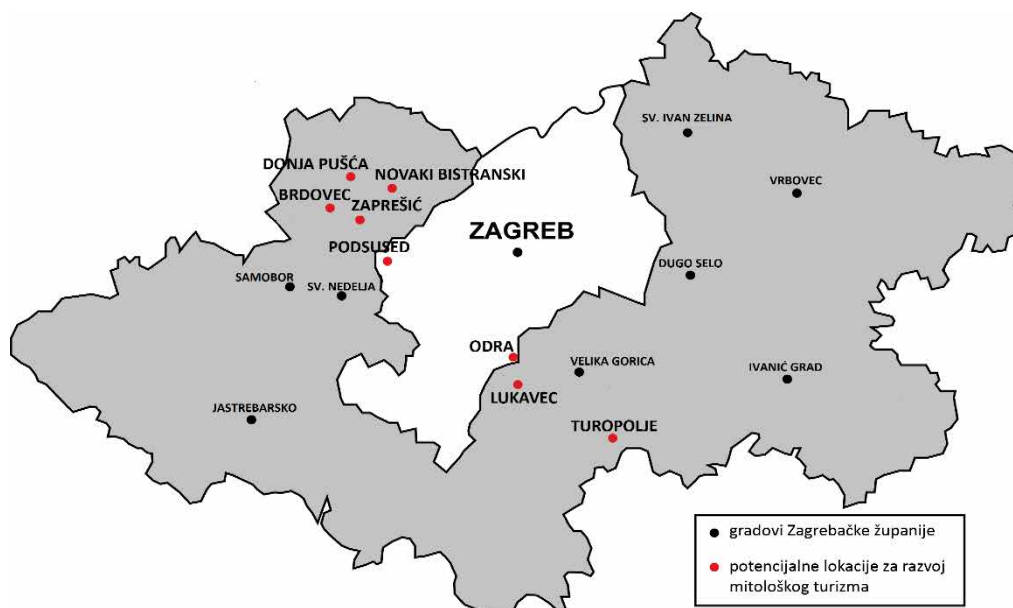 SV. IVAN ZELINA
DONJA PUŠĆA
NOVAKI BISTRANSKI
VRBOVEC
BRDOVEC
ZAPREŠIĆ
ZAGREB
PODSUSED
DUGO SELO
SAMOBOR
SV. NEDELJA
ODRA
VELIKA GORICA
IVANIĆ GRAD
LUKAVEC
JASTREBARSKO
TUROPOLJE
gradovi Zagrebačke županije
potencijalne lokacije za razvoj
mitološkog turizma